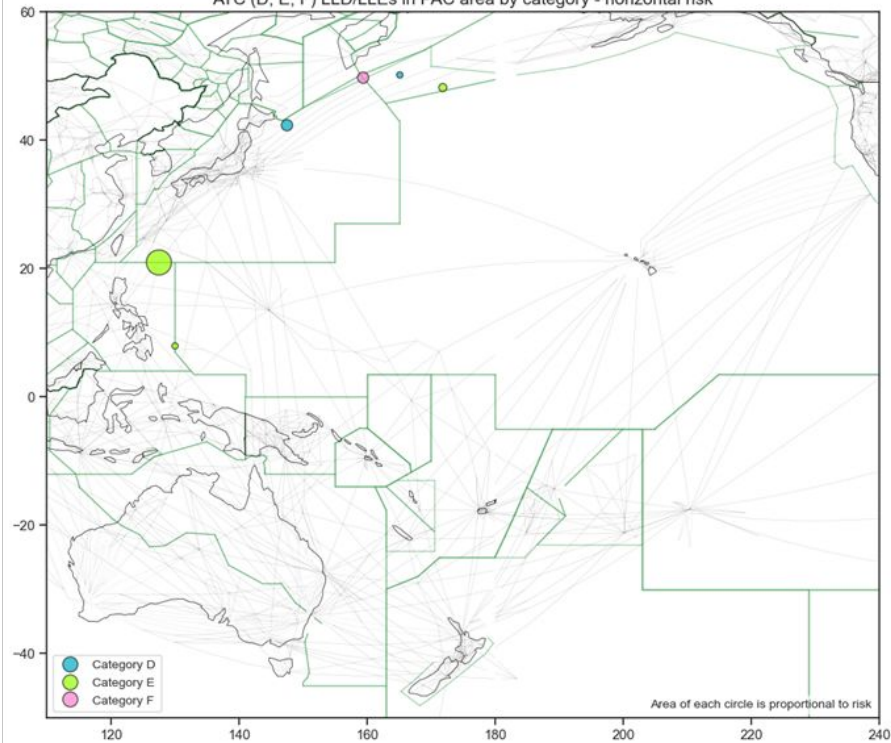 ATC (D, E, F) LLD/LLEs in PAC area by category - horizontal risk
60
40
20
0
−20
−40
Category D
Category E
Category F
Area of each circle is proportional to risk
120
140
160
180
200
220
240